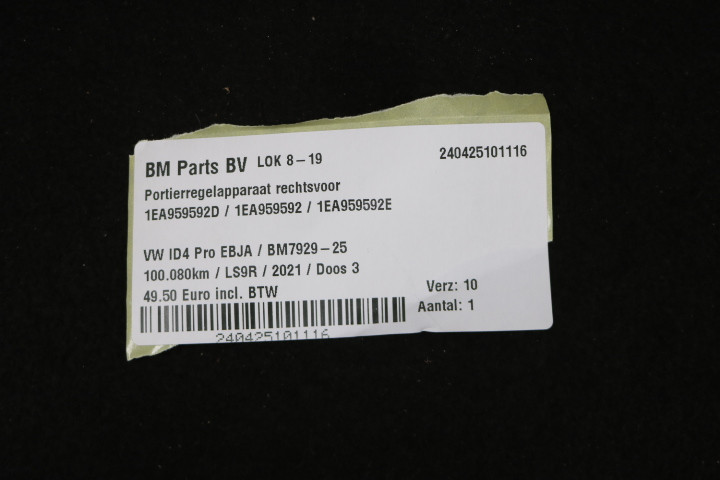 BM Parts BV LOK 8-19 240425101116
Portierregelapparaat rechtsvoor
1EA959592D / 1EA959592 / 1EA959592E
VW ID4 Pro EBJA / BM7929-25
100.080km / LS9R / 2021 / Doos 3
49.50 Euro incl. BTW Verz: 10
Aantal: 1
240425101116